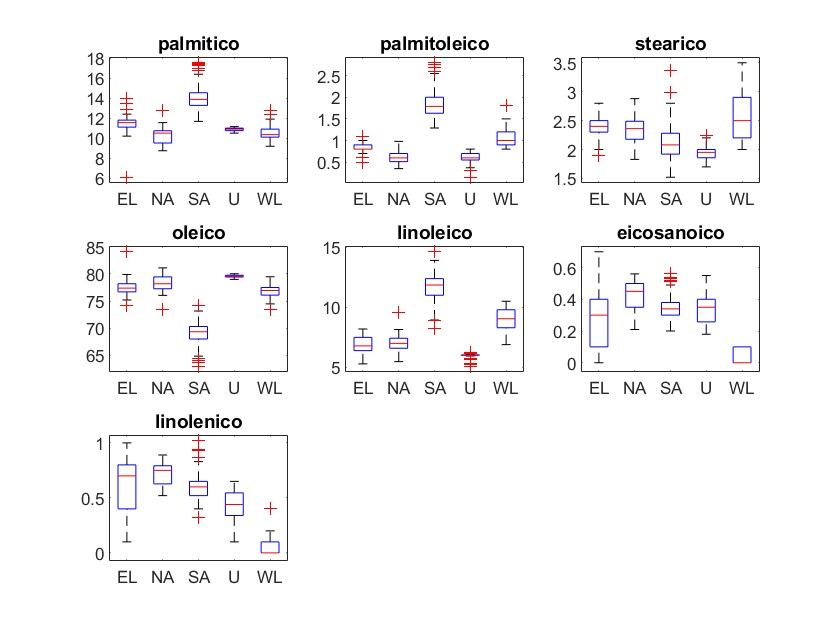 palmitico
18
16
14
12
10
8
6
EL NA SA U WL
palmitoleico
2.5
2
1.5
1
0.5
EL NA SA U WL
stearico
3.5
3
2.5
2
1.5
EL NA SA U WL
oleico
85
80
75
70
65
EL NA SA U WL
linoleico
15
10
5
EL NA SA U WL
eicosanoico
0.6
0.4
0.2
0
EL NA SA U WL
linolenico
1
0.5
0
EL NA SA U WL